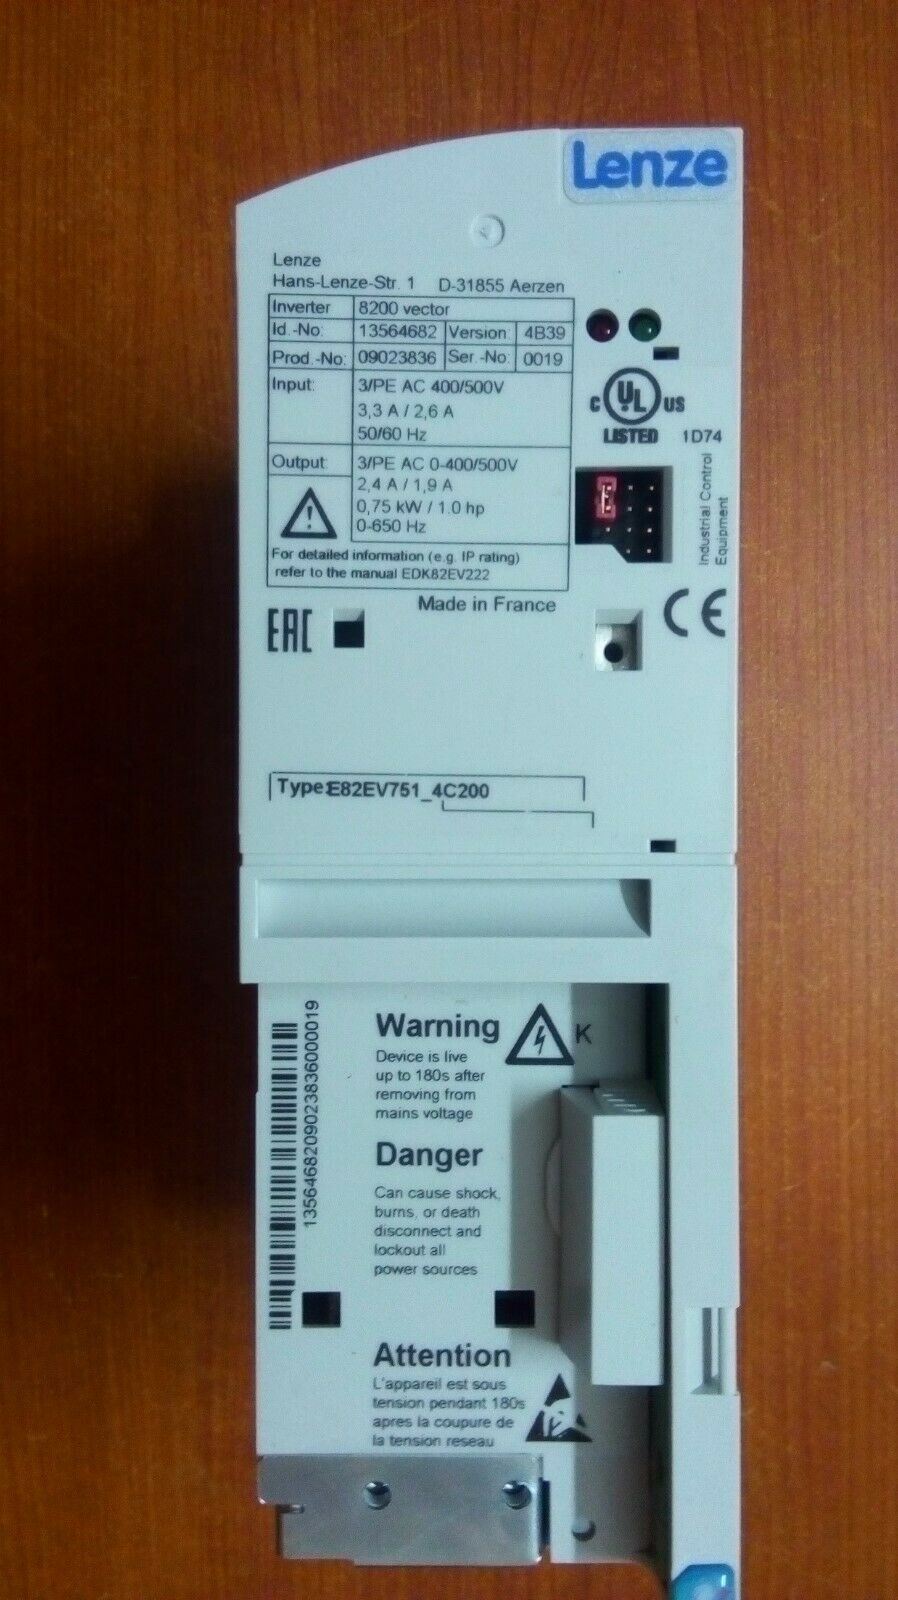 Lenze
Lenze
Hans-Lenze-Str. 1 D-31855 Aerzen
Inverter 8200 vector
Id.-No: 13564682 Version: 4B39
Prod.-No: 09023836 Ser.-No: 0019
Input: 3/PE AC 400/500V
3,3 A / 2,6 A
50/60 Hz
Output: 3/PE AC 0-400/500V
2,4 A / 1,9 A
0,75 kW / 1.0 hp
0-650 Hz
For detailed information (e.g. IP rating)
refer to the manual EDK82EV222
C UL US
LISTED 1D74
Industrial Control
Equipment
Made in France
EAC
CE
Type: E82EV751_4C200
1356468209023836000019
Warning
K
Device is live
up to 180s after
removing from
mains voltage
Danger
Can cause shock,
burns, or death
disconnect and
lockout all
power sources
Attention
L'appareil est sous
tension pendant 180s
apres la coupure de
la tension reseau